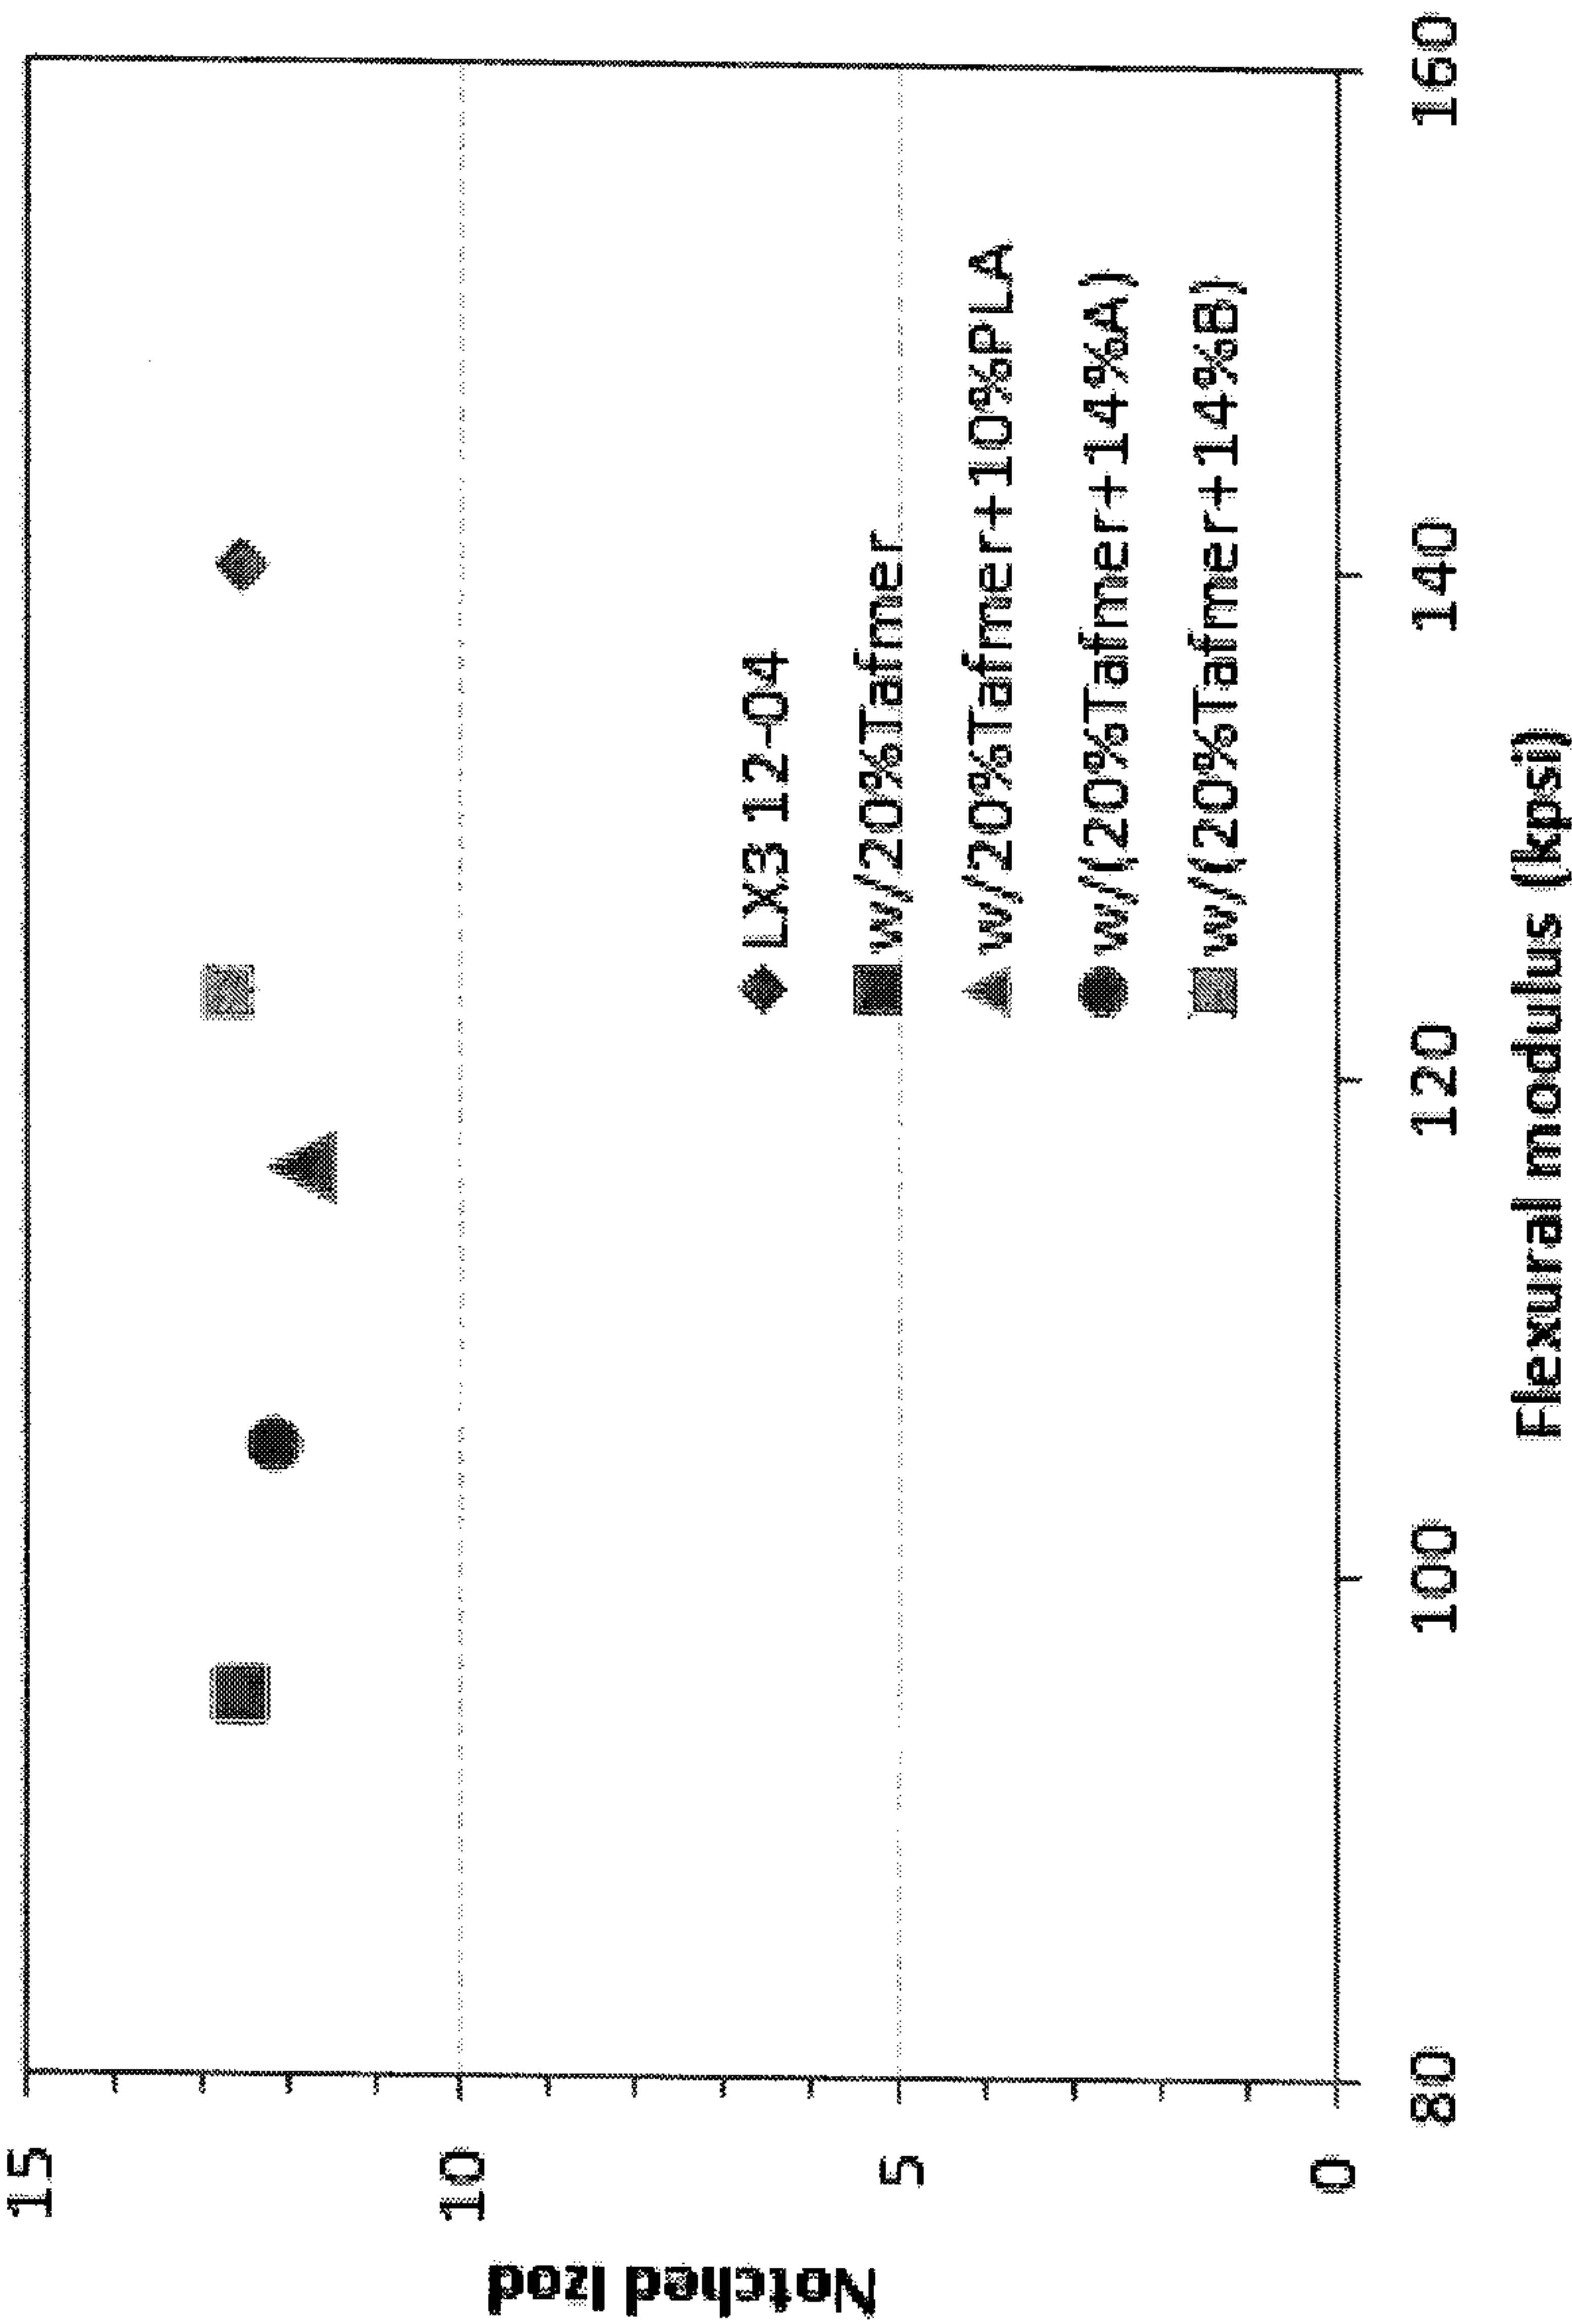 Notched Izod
15
10
5
0
LX3 12-04
w/20%Tafmer
w/20%Tafmer+10%PLA
w/(20%Tafmer+14%A)
w/(20%Tafmer+14%B)
80 100 120 140 160
Flexural modulus (kpsi)